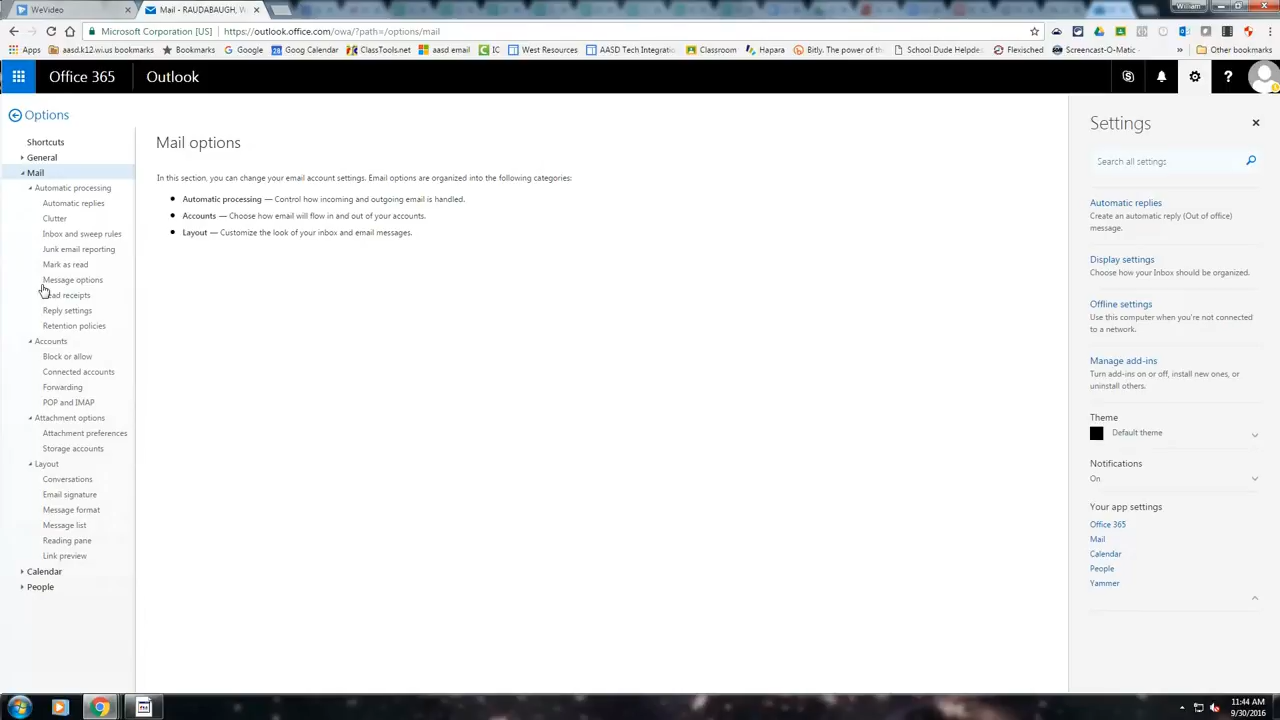 WeVideo
Mail - RAUDABAUGH, W
William
Microsoft Corporation [US]
https://outlook.office.com/owa/?path=/options/mail
Apps
aasd.k12.wi.us bookmarks
Bookmarks
Google
Goog Calendar
ClassTools.net
aasd email
IC
West Resources
AASD Tech Integratio
Classroom
Hapara
Bitly. The power of th
School Dude Helpdes
Flexisched
Screencast-O-Matic -
»
Other bookmarks
Office 365
Outlook
Options
Shortcuts
General
Mail
Automatic processing
Automatic replies
Clutter
Inbox and sweep rules
Junk email reporting
Mark as read
Message options
ead receipts
Reply settings
Retention policies
Accounts
Block or allow
Connected accounts
Forwarding
POP and IMAP
Attachment options
Attachment preferences
Storage accounts
Layout
Conversations
Email signature
Message format
Message list
Reading pane
Link preview
Calendar
People
Mail options
In this section, you can change your email account settings. Email options are organized into the following categories:
• Automatic processing — Control how incoming and outgoing email is handled.
• Accounts — Choose how email will flow in and out of your accounts.
• Layout — Customize the look of your inbox and email messages.
Settings
Search all settings
Automatic replies
Create an automatic reply (Out of office)
message.
Display settings
Choose how your Inbox should be organized.
Offline settings
Use this computer when you're not connected
to a network.
Manage add-ins
Turn add-ins on or off, install new ones, or
uninstall others.
Theme
Default theme
Notifications
On
Your app settings
Office 365
Mail
Calendar
People
Yammer
11:44 AM
9/30/2016